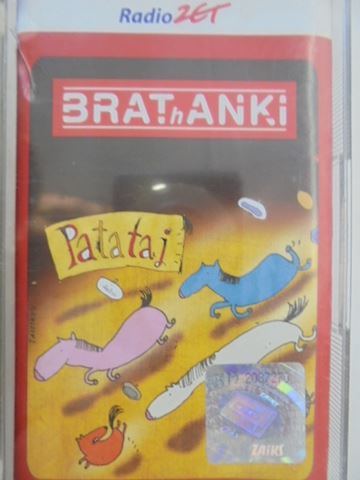 Radio ZET
BRAThANKI
Patataj
ZAiKS